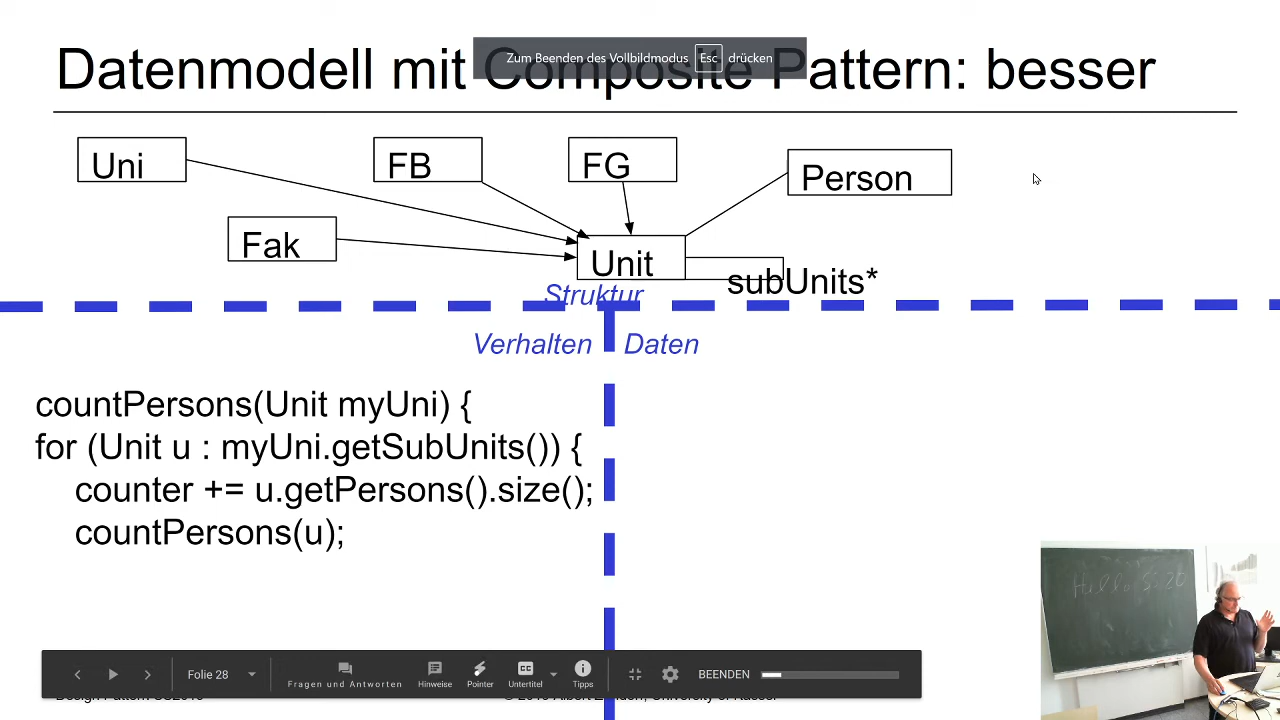 Datenmodell mit Composite Pattern: besser
Zum Beenden des Vollbildmodus Esc drücken
Uni
FB
FG
Person
Fak
Unit
subUnits*
Struktur
Verhalten
Daten
countPersons(Unit myUni) {
for (Unit u : myUni.getSubUnits()) {
counter += u.getPersons().size();
countPersons(u);
Hello
Folie 28
Fragen und Antworten
Hinweise
Pointer
CC
Untertitel
Tipps
BEENDEN